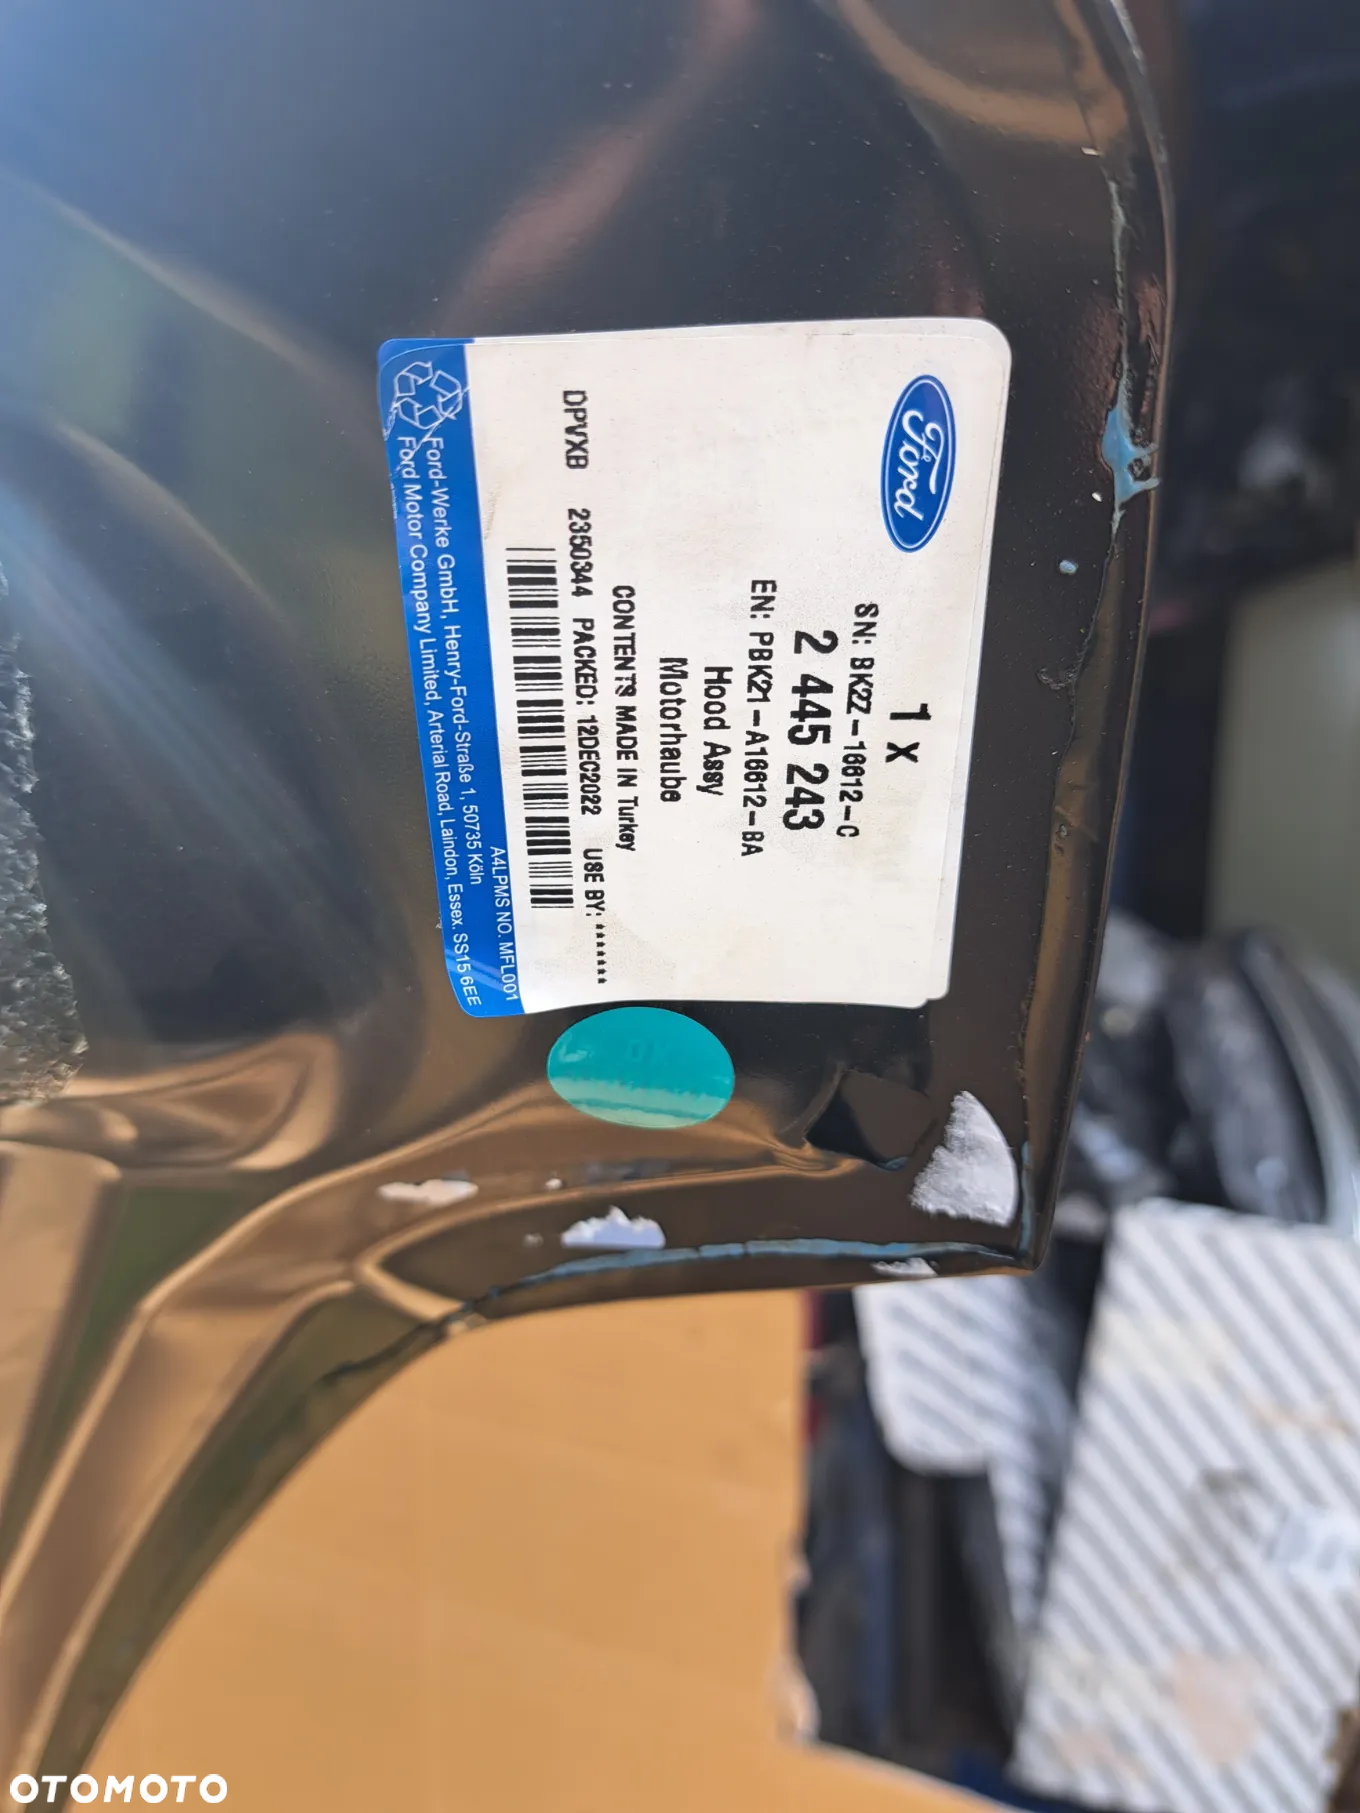 Ford
1 x
SN: BK2Z-16612-C
2 445 243
EN: PBK21-A16612-BA
Hood Assy
Motorhaube
CONTENTS MADE IN Turkey
DPVXB 2350344 PACKED: 12DEC2022 USE BY: *******
A4LPMS NO. MFL001
Ford-Werke GmbH, Henry-Ford-Straße 1, 50735 Köln
Ford Motor Company Limited, Arterial Road, Laindon, Essex. SS15 6EE
OTOMOTO